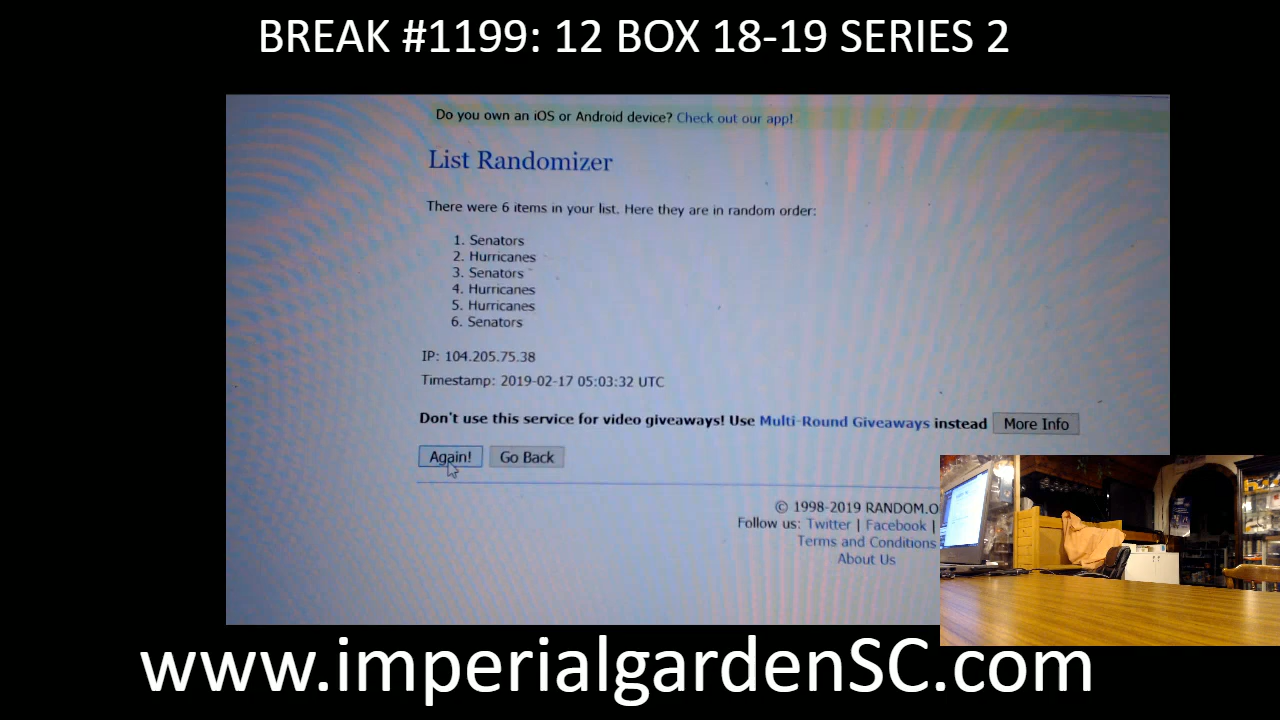 BREAK #1199: 12 BOX 18-19 SERIES 2
Do you own an iOS or Android device? Check out our app!
List Randomizer
There were 6 items in your list. Here they are in random order:
1. Senators
2. Hurricanes
3. Senators
4. Hurricanes
5. Hurricanes
6. Senators
IP: 104.205.75.38
Timestamp: 2019-02-17 05:03:32 UTC
Don't use this service for video giveaways! Use Multi-Round Giveaways instead More Info
Again! Go Back
© 1998-2019 RANDOM.O
Follow us: Twitter | Facebook |
Terms and Conditions
About Us
www.imperialgardenSC.com